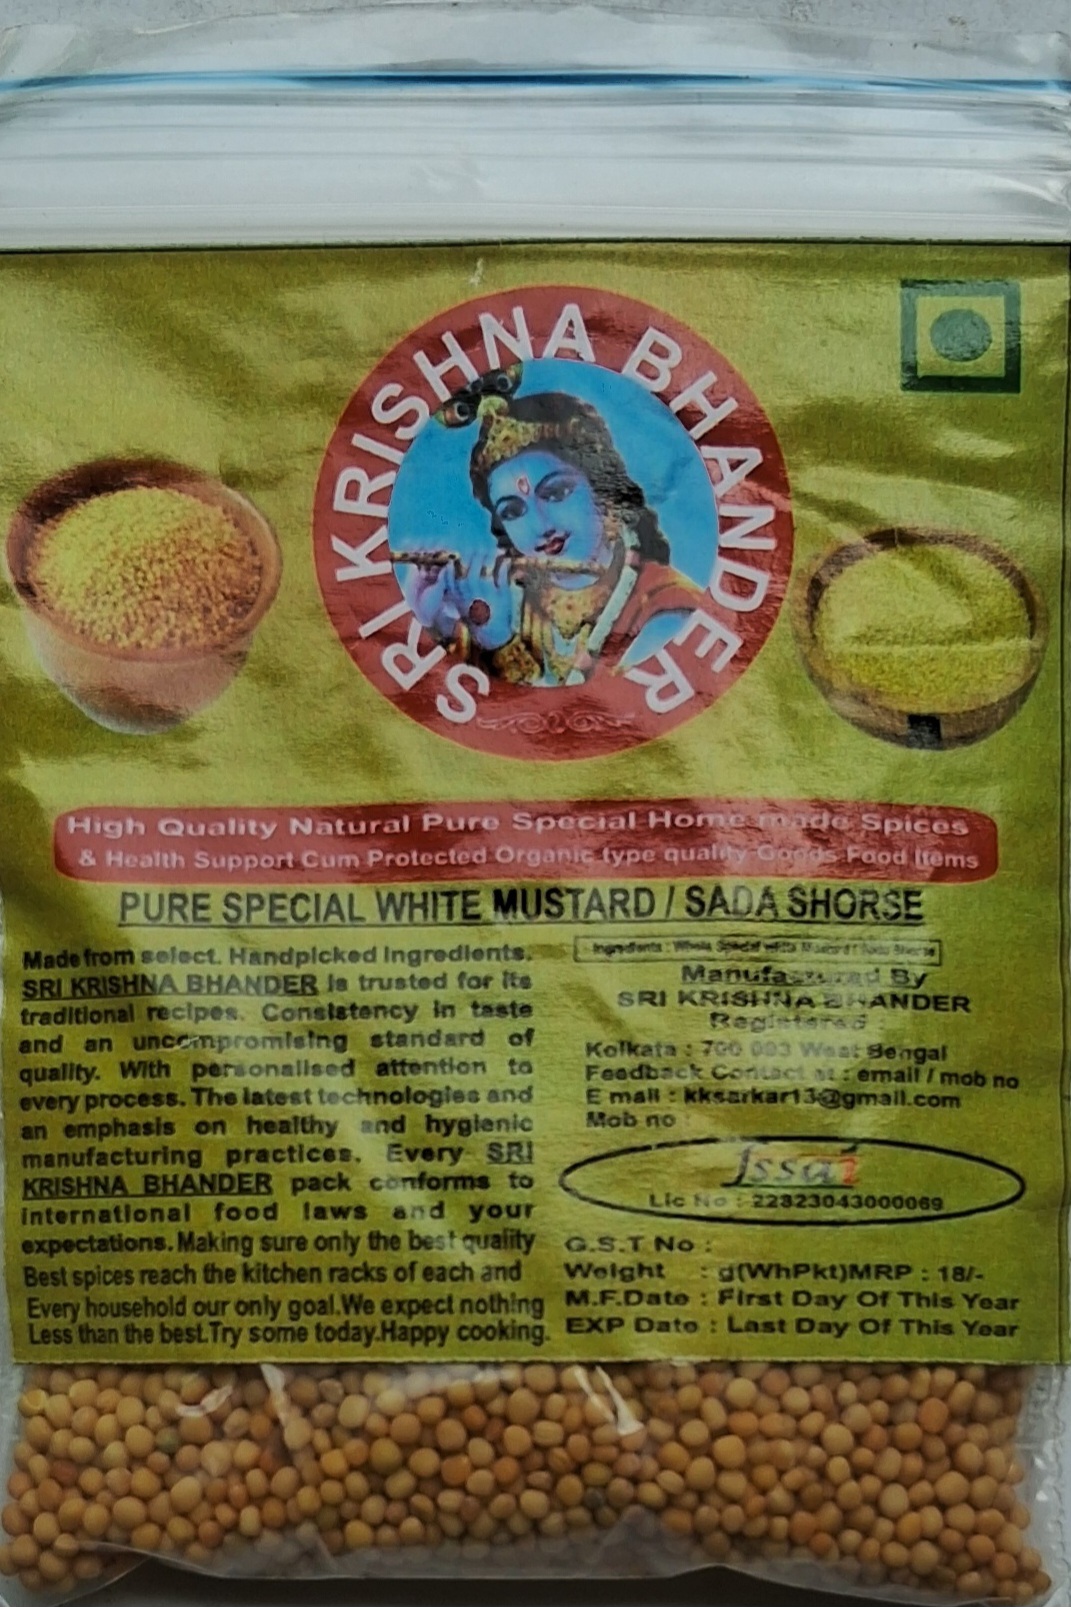 SRI KRISHNA BHANDER
High Quality Natural Pure Special Home made Spices
& Health Support Cum Protected Organic type quality Goods Food Items
PURE SPECIAL WHITE MUSTARD / SADA SHORSE
Made from select. Handpicked Ingredients.
SRI KRISHNA BHANDER is trusted for its
traditional recipes. Consistency in taste
and an uncompromising standard of
quality. With personalised attention to
every process. The latest technologies and
an emphasis on healthy and hygienic
manufacturing practices. Every SRI
KRISHNA BHANDER pack conforms to
international food laws and your
expectations. Making sure only the best quality
Best spices reach the kitchen racks of each and
Every household our only goal.We expect nothing
Less than the best.Try some today.Happy cooking.
Ingredients : Whole Special white Mustard / Sada Shorse
Manufactured By
SRI KRISHNA BHANDER
Registered :
Kolkata : 700 093 West Bengal
Feedback Contact at : email / mob no
E mail : kksarkar13@gmail.com
Mob no :
fssai
Lic No : 22823043000069
G.S.T No :
Weight : g(WhPkt)MRP : 18/-
M.F.Date : First Day Of This Year
EXP Date : Last Day Of This Year